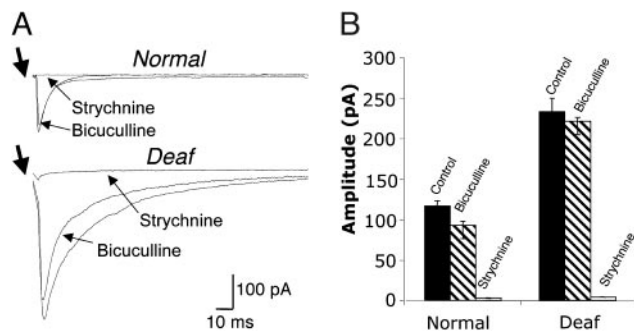 A
Normal
Strychnine
Bicuculline
Deaf
Strychnine
Bicuculline
100 pA
10 ms
B
Amplitude (pA)
300
250
200
150
100
50
0
Control
Bicuculline
Strychnine
Control
Bicuculline
Strychnine
Normal
Deaf